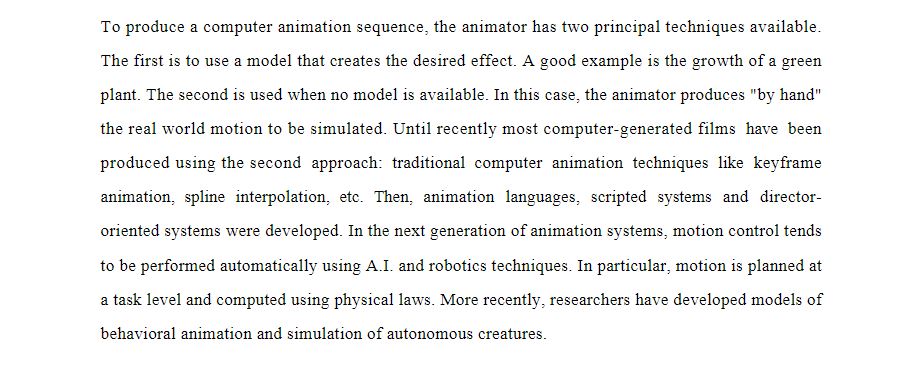 To produce a computer animation sequence, the animator has two principal techniques available.
The first is to use a model that creates the desired effect. A good example is the growth of a green
plant. The second is used when no model is available. In this case, the animator produces "by hand"
the real world motion to be simulated. Until recently most computer-generated films have been
produced using the second approach: traditional computer animation techniques like keyframe
animation, spline interpolation, etc. Then, animation languages, scripted systems and director-
oriented systems were developed. In the next generation of animation systems, motion control tends
to be performed automatically using A.I. and robotics techniques. In particular, motion is planned at
a task level and computed using physical laws. More recently, researchers have developed models of
behavioral animation and simulation of autonomous creatures.